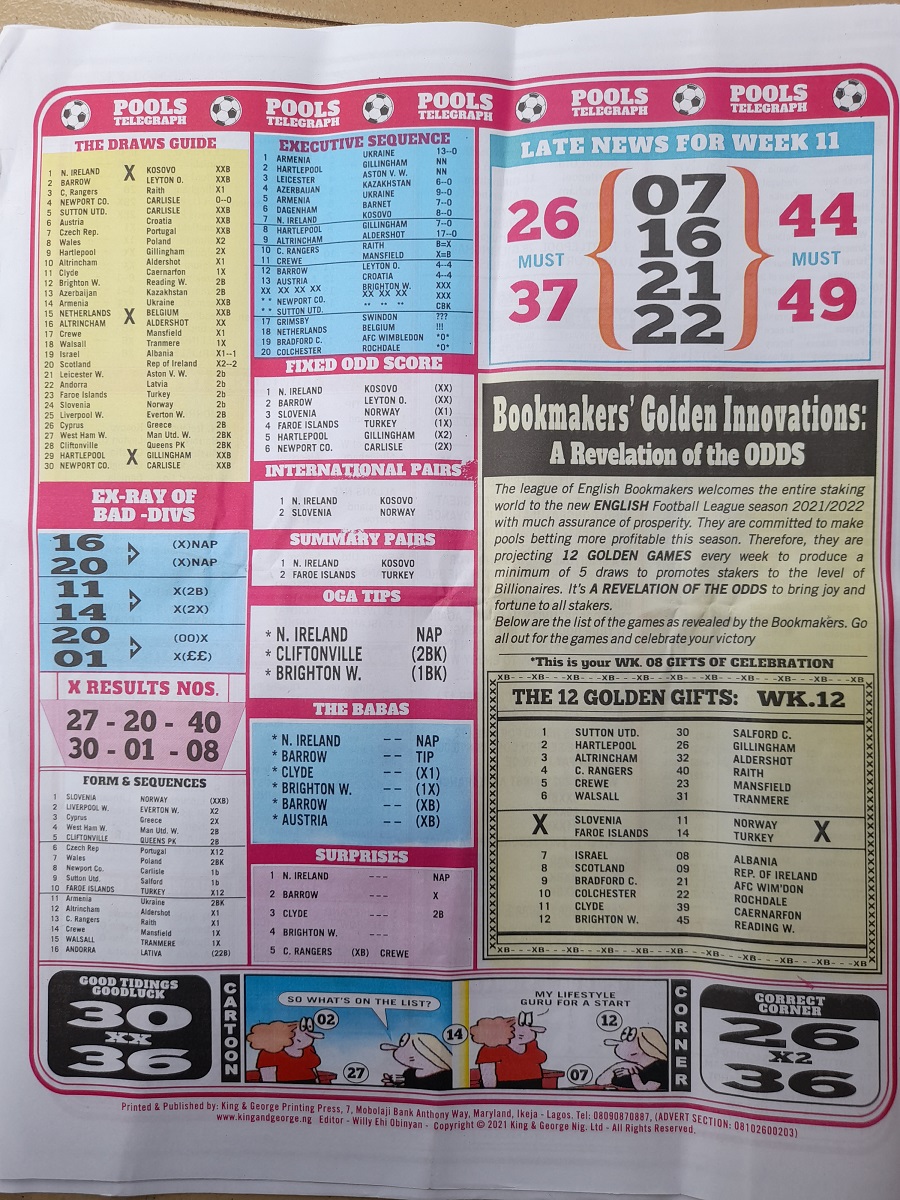 POOLS TELEGRAPH POOLS TELEGRAPH POOLS TELEGRAPH POOLS TELEGRAPH POOLS TELEGRAPH
THE DRAWS GUIDE
1 N. IRELAND X KOSOVO XXB
2 BARROW LEYTON O. XXB
3 C, Rangers Raith X1
4 NEWPORT CO. CARLISLE 0--0
5 SUTTON UTD. CARLISLE XXB
6 Austria Croatia XXB
7 Czech Rep. Portugal XXB
8 Wales Poland X2
9 Hartlepool Gillingham 2X
10 Altrincham Aldershot X1
11 Clyde Caernarfon 1X
12 Brighton W. Reading W. 2B
13 Azerbaijan Kazakhstan 2B
14 Armenia Ukraine XXB
15 NETHERLANDS X BELGIUM XXB
16 ALTRINCHAM ALDERSHOT XX
17 Crewe Mansfield X1
18 Walsall Tranmere 1X
19 Israel Albania X1--1
20 Scotland Rep of Ireland X2--2
21 Leicester W. Aston V. W. 2b
22 Andorra Latvia 2b
23 Faroe Islands Turkey 2b
24 Slovenia Norway 2b
25 Liverpool W. Everton W. 2B
26 Cyprus Greece 2B
27 West Ham W. Man Utd. W. 2BK
28 Cliftonville Queens PK 2BK
29 HARTLEPOOL X GILLINGHAM XXB
30 NEWPORT CO. CARLISLE XXB
EX-RAY OF
BAD -DIVS
16 (X)NAP
20 (X)NAP
11 X(2B)
14 X(2X)
20 (00)X
01 X(££)
X RESULTS NOS.
27 - 20 - 40
30 - 01 - 08
FORM & SEQUENCES
1 SLOVENIA NORWAY (XXB)
2 LIVERPOOL W. EVERTON W. X2
3 Cyprus Greece 2X
4 West Ham W. Man Utd. W. 2B
5 CLIFTONVILLE QUEENS PK 2B
6 Czech Rep Portugal X12
7 Wales Poland 2BK
8 Newport Co. Carlisle 1b
9 Sutton Utd. Salford 1b
10 FAROE ISLANDS TURKEY X12
11 Armenia Ukraine 2BK
12 Altrincham Aldershot X1
13 C. Rangers Raith X1
14 Crewe Mansfield 1X
15 WALSALL TRANMERE 1X
16 ANDORRA LATIVA (22B)
EXECUTIVE SEQUENCE
1 ARMENIA UKRAINE 13--0
2 HARTLEPOOL GILLINGHAM NN
3 LEICESTER ASTON V. W. NN
4 AZERBAIJAN KAZAKHSTAN 6--0
5 ARMENIA UKRAINE 9--0
6 DAGENHAM BARNET 7--0
7 N. IRELAND KOSOVO 8--0
8 HARTLEPOOL GILLINGHAM 7--0
9 ALTRINCHAM ALDERSHOT 17--0
10 C. RANGERS RAITH B=X
11 CREWE MANSFIELD X=B
12 BARROW LEYTON O. 4--4
13 AUSTRIA CROATIA 4--4
XX XX XX XX BRIGHTON W. XXX
XX XX XX
** NEWPORT CO. .. .. .. XXX
** SUTTON UTD. CBK
17 GRIMSBY SWINDON ???
18 NETHERLANDS BELGIUM !!!
19 BRADFORD C. AFC WIMBLEDON *0*
20 COLCHESTER ROCHDALE *0*
FIXED ODD SCORE
1 N. IRELAND KOSOVO (XX)
2 BARROW LEYTON O. (XX)
3 SLOVENIA NORWAY (X1)
4 FAROE ISLANDS TURKEY (1X)
5 HARTLEPOOL GILLINGHAM (X2)
6 NEWPORT CO. CARLISLE (2X)
INTERNATIONAL PAIRS
1 N. IRELAND KOSOVO
2 SLOVENIA NORWAY
SUMMARY PAIRS
1 N. IRELAND KOSOVO
2 FAROE ISLANDS TURKEY
OGA TIPS
* N. IRELAND NAP
* CLIFTONVILLE (2BK)
* BRIGHTON W. (1BK)
THE BABAS
* N. IRELAND -- NAP
* BARROW -- TIP
* CLYDE -- (X1)
* BRIGHTON W. -- (1X)
* BARROW -- (XB)
* AUSTRIA -- (XB)
SURPRISES
1 N. IRELAND --- NAP
2 BARROW --- X
3 CLYDE --- 2B
4 BRIGHTON W. ---
5 C. RANGERS (XB) CREWE
LATE NEWS FOR WEEK 11
26 MUST 37
07
16
21
22
44 MUST 49
Bookmakers' Golden Innovations:
A Revelation of the ODDS
The league of English Bookmakers welcomes the entire staking
world to the new ENGLISH Football League season 2021/2022
with much assurance of prosperity. They are committed to make
pools betting more profitable this season. Therefore, they are
projecting 12 GOLDEN GAMES every week to produce a
minimum of 5 draws to promotes stakers to the level of
Billionaires. It's A REVELATION OF THE ODDS to bring joy and
fortune to all stakers.
Below are the list of the games as revealed by the Bookmakers. Go
all out for the games and celebrate your victory
*This is your WK. 08 GIFTS OF CELEBRATION
XB- - -XB- - -XB- - -XB- - -XB- - -XB- - -XB- - -XB- - -XB- - -XB
THE 12 GOLDEN GIFTS: WK.12
1 SUTTON UTD. 30 SALFORD C.
2 HARTLEPOOL 26 GILLINGHAM
3 ALTRINCHAM 32 ALDERSHOT
4 C. RANGERS 40 RAITH
5 CREWE 23 MANSFIELD
6 WALSALL 31 TRANMERE
X SLOVENIA 11 NORWAY X
FAROE ISLANDS 14 TURKEY
7 ISRAEL 08 ALBANIA
8 SCOTLAND 09 REP. OF IRELAND
9 BRADFORD C. 21 AFC WIM'DON
10 COLCHESTER 22 ROCHDALE
11 CLYDE 39 CAERNARFON
12 BRIGHTON W. 45 READING W.
XB- - -XB- - -XB- - -XB- - -XB- - -XB- - -XB- - -XB- - -XB- - -XB
GOOD TIDINGS
GOODLUCK
30
XX
36
CARTOON
SO WHAT'S ON THE LIST?
02
27
14
MY LIFESTYLE
GURU FOR A START
12
07
CORNER
CORRECT
CORNER
26
X2
36
Printed & Published by: King & George Printing Press, 7, Mobolaji Bank Anthony Way, Maryland, Ikeja - Lagos. Tel: 08090870887, (ADVERT SECTION: 08102600203)
www.kingandgeorge.ng Editor - Willy Ehi Obinyan - Copyright © 2021 King & George Nig. Ltd - All Rights Reserved.